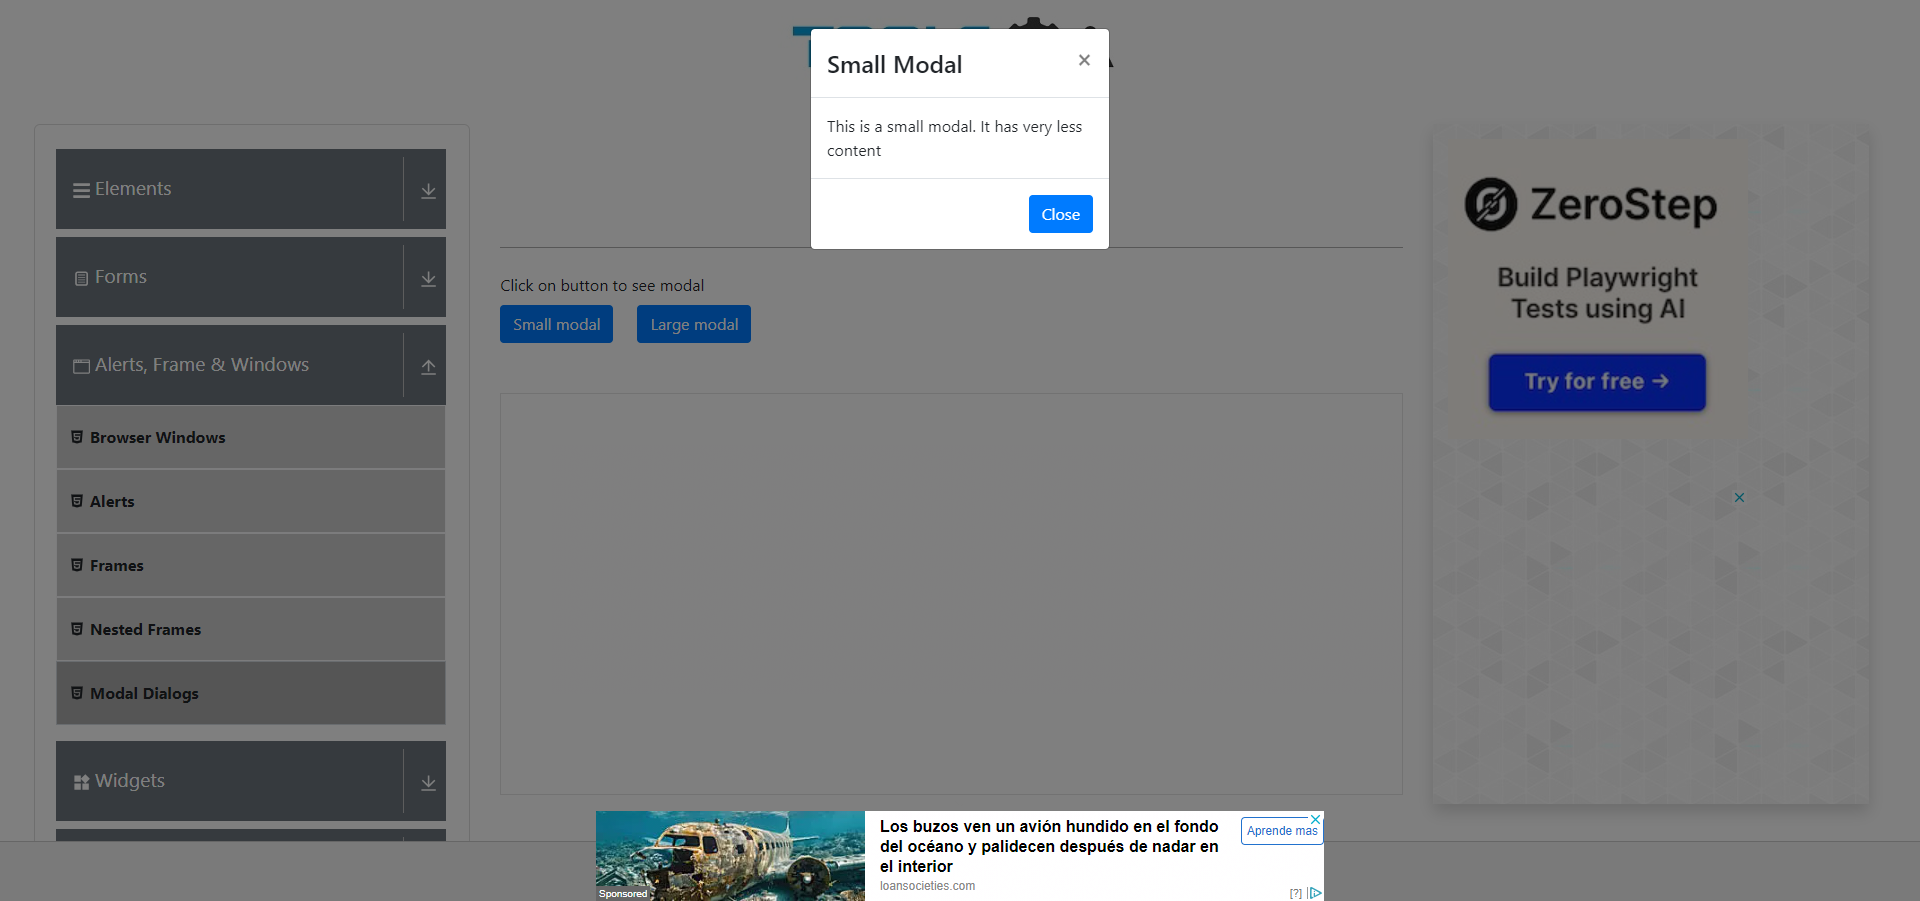 Small Modal
×
This is a small modal. It has very less
content
Close
Elements
Forms
Alerts, Frame & Windows
Browser Windows
Alerts
Frames
Nested Frames
Modal Dialogs
Widgets
Click on button to see modal
Small modal
Large modal
ZeroStep
Build Playwright
Tests using AI
Try for free →
Los buzos ven un avión hundido en el fondo
del océano y palidecen después de nadar en
el interior
loansocieties.com
Aprende mas
Sponsored
[?]